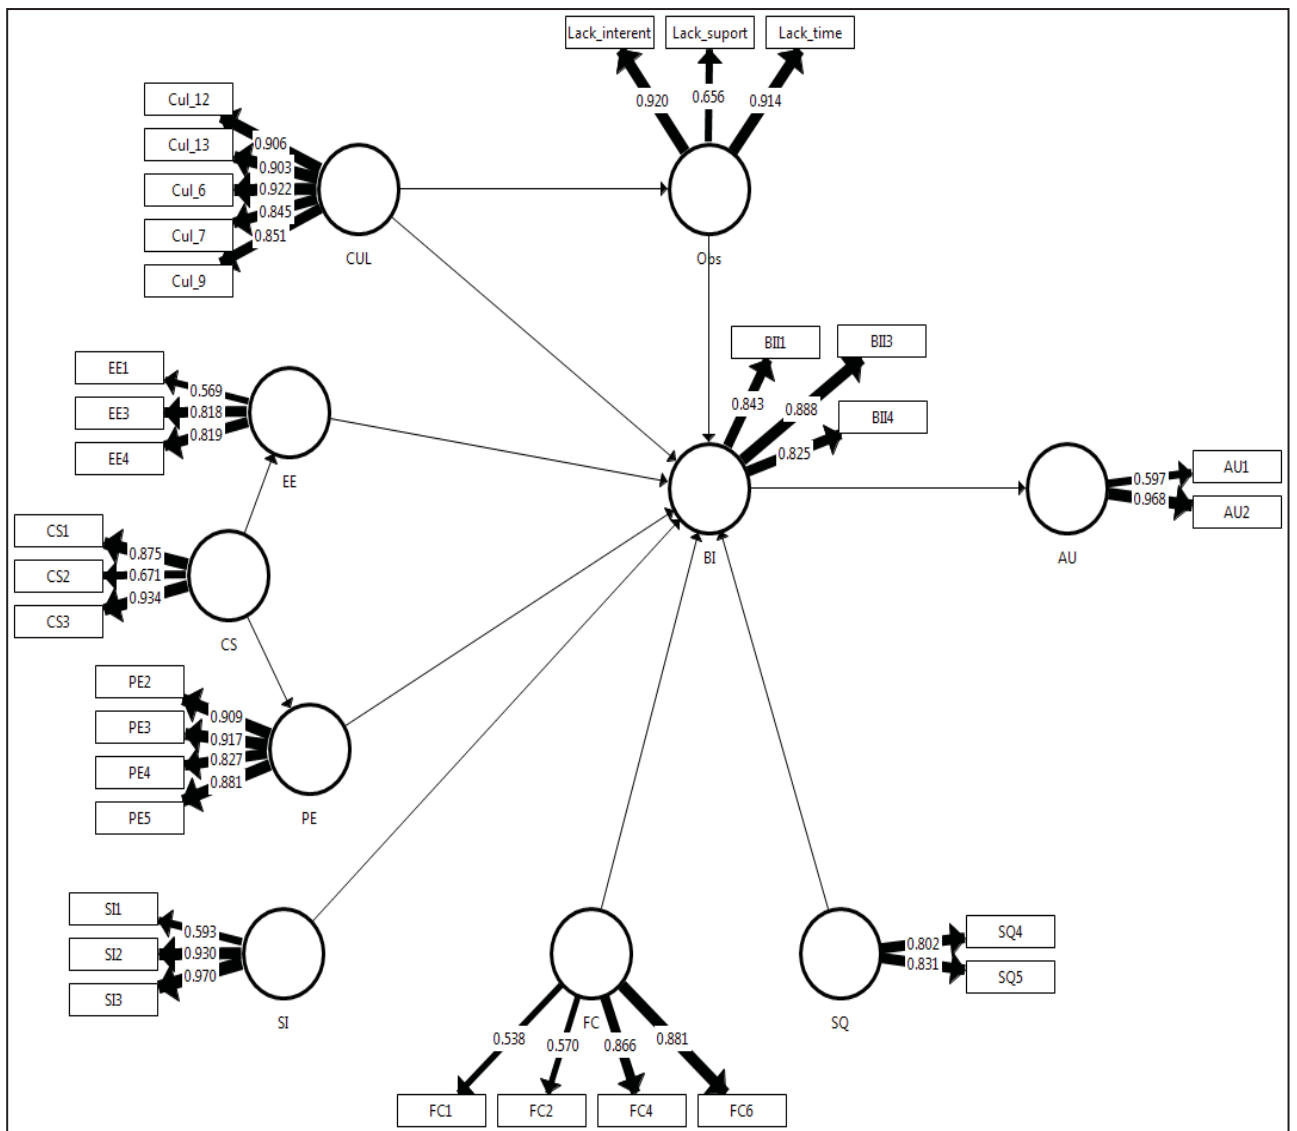 Lack_interent Lack_suport Lack_time
0.920 0.656 0.914
Cul_12
Cul_13
Cul_6
Cul_7
Cul_9
0.906
0.903
0.922
0.845
0.851
CUL
Obs
BII1 BII3
BII4
0.843
0.888
0.825
BI
EE1
EE3
EE4
0.569
0.818
0.819
EE
AU1
AU2
0.597
0.968
AU
CS1
CS2
CS3
0.875
0.671
0.934
CS
PE2
PE3
PE4
PE5
0.909
0.917
0.827
0.881
PE
SI1
SI2
SI3
0.593
0.930
0.970
SI
FC
0.538 0.570 0.866 0.881
FC1 FC2 FC4 FC6
SQ4
SQ5
0.802
0.831
SQ